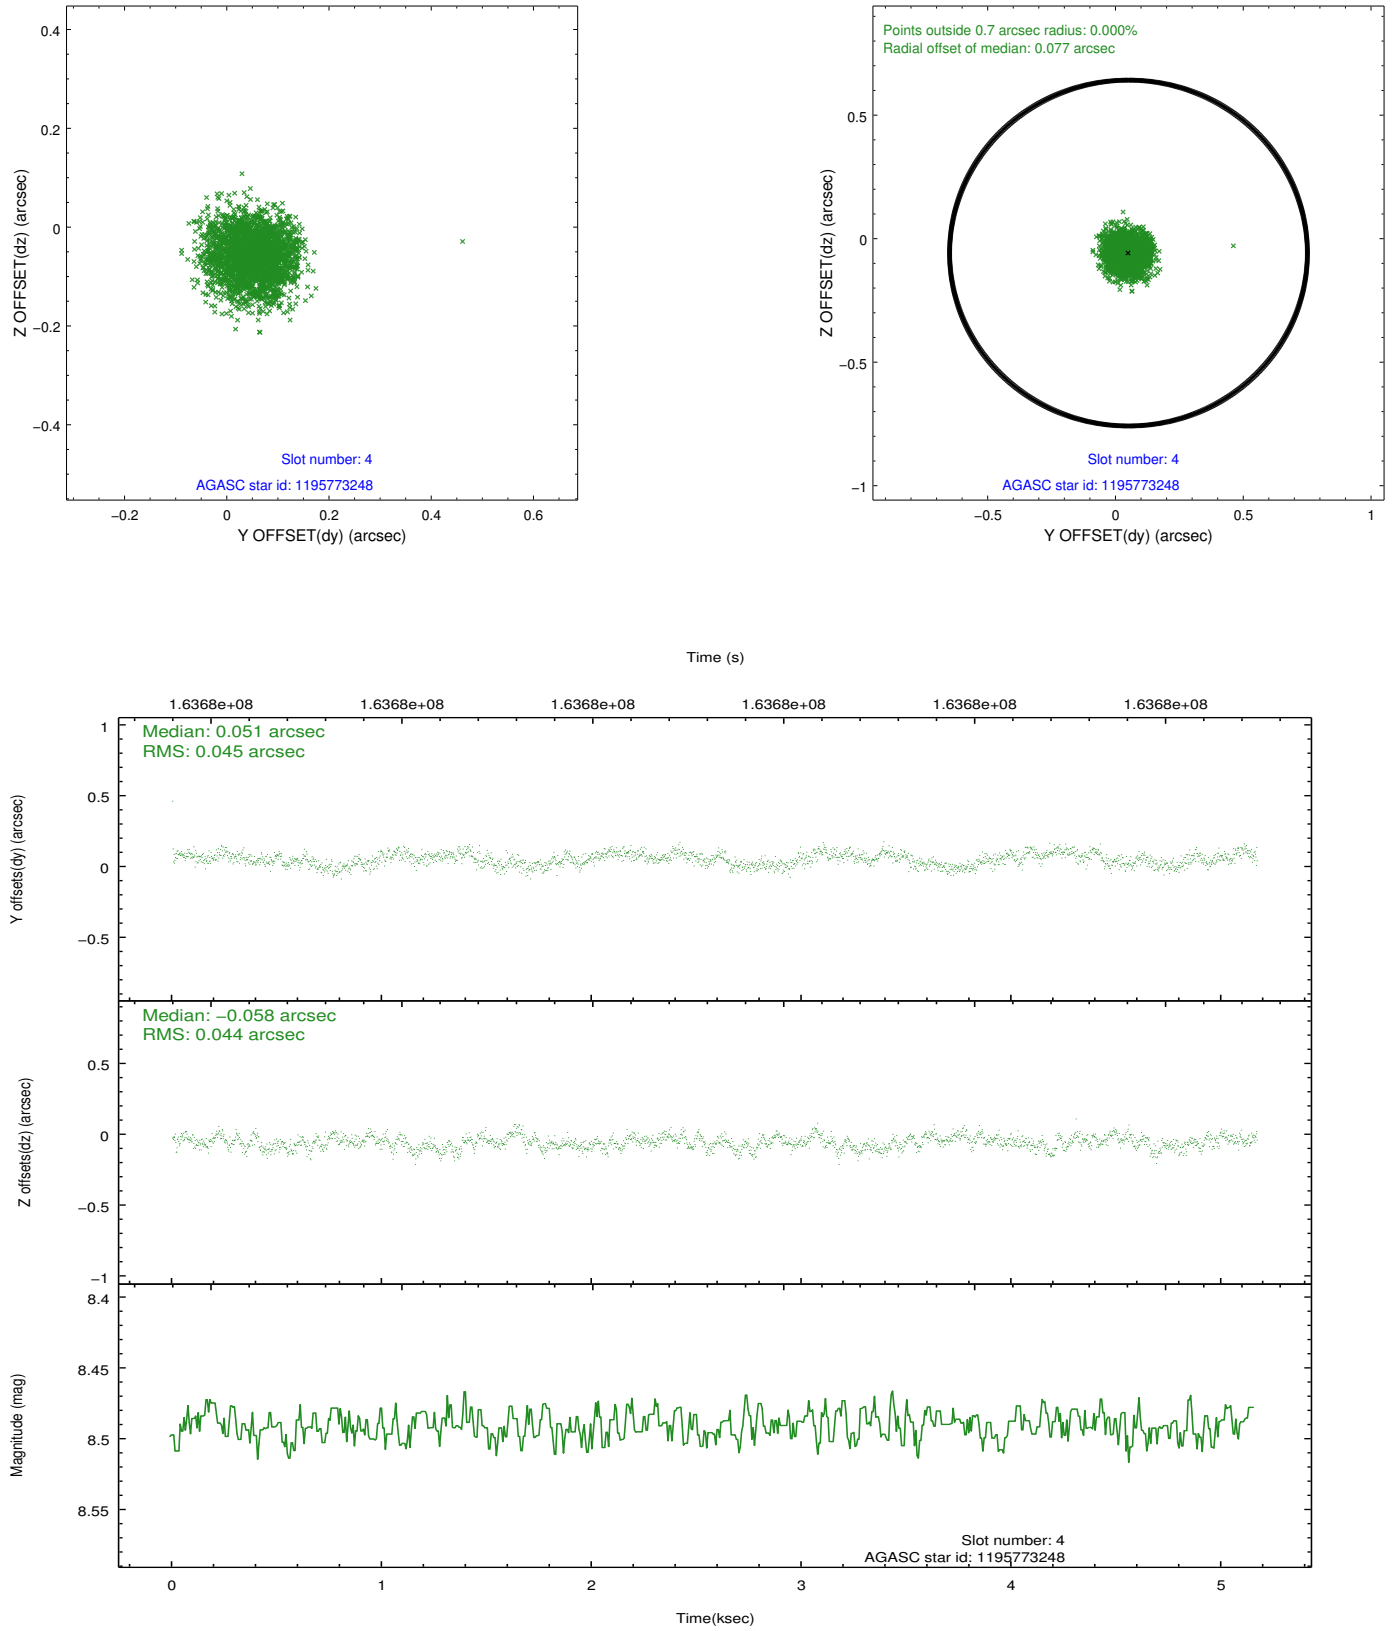 0.4
0.2
0
−0.2
−0.4
Z OFFSET(dz) (arcsec)
Slot number: 4
AGASC star id: 1195773248
−0.2
0
0.2
0.4
0.6
Y OFFSET(dy) (arcsec)
Points outside 0.7 arcsec radius: 0.000%
Radial offset of median: 0.077 arcsec
0.5
0
−0.5
−1
Z OFFSET(dz) (arcsec)
Slot number: 4
AGASC star id: 1195773248
−0.5
0
0.5
1
Y OFFSET(dy) (arcsec)
Time (s)
1.6368e+08
1.6368e+08
1.6368e+08
1.6368e+08
1.6368e+08
1.6368e+08
Median: 0.051 arcsec
RMS: 0.045 arcsec
1
0.5
0
−0.5
Y offsets(dy) (arcsec)
Median: −0.058 arcsec
RMS: 0.044 arcsec
0.5
0
−0.5
−1
Z offsets(dz) (arcsec)
8.4
8.45
8.5
8.55
Magnitude (mag)
Slot number: 4
AGASC star id: 1195773248
0
1
2
3
4
5
Time(ksec)